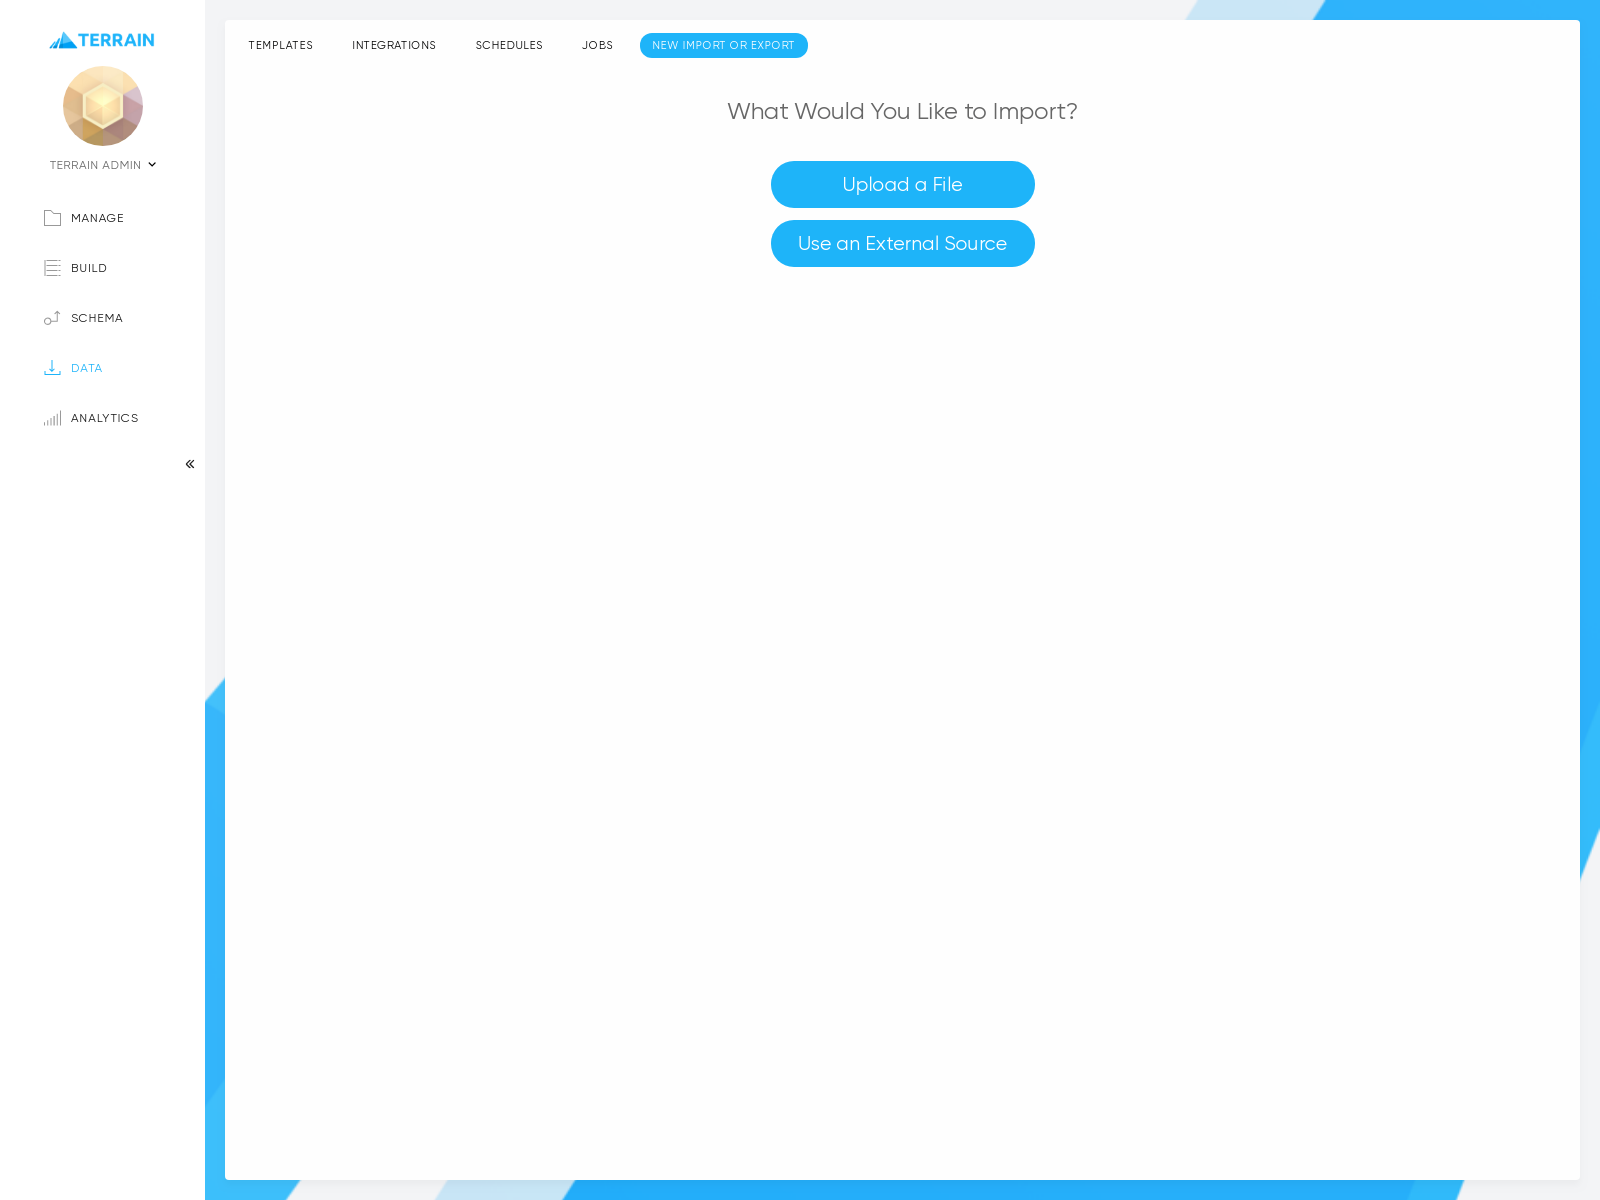 TERRAIN
TERRAIN ADMIN
MANAGE
BUILD
SCHEMA
DATA
ANALYTICS
TEMPLATES INTEGRATIONS SCHEDULES JOBS NEW IMPORT OR EXPORT
What Would You Like to Import?
Upload a File
Use an External Source